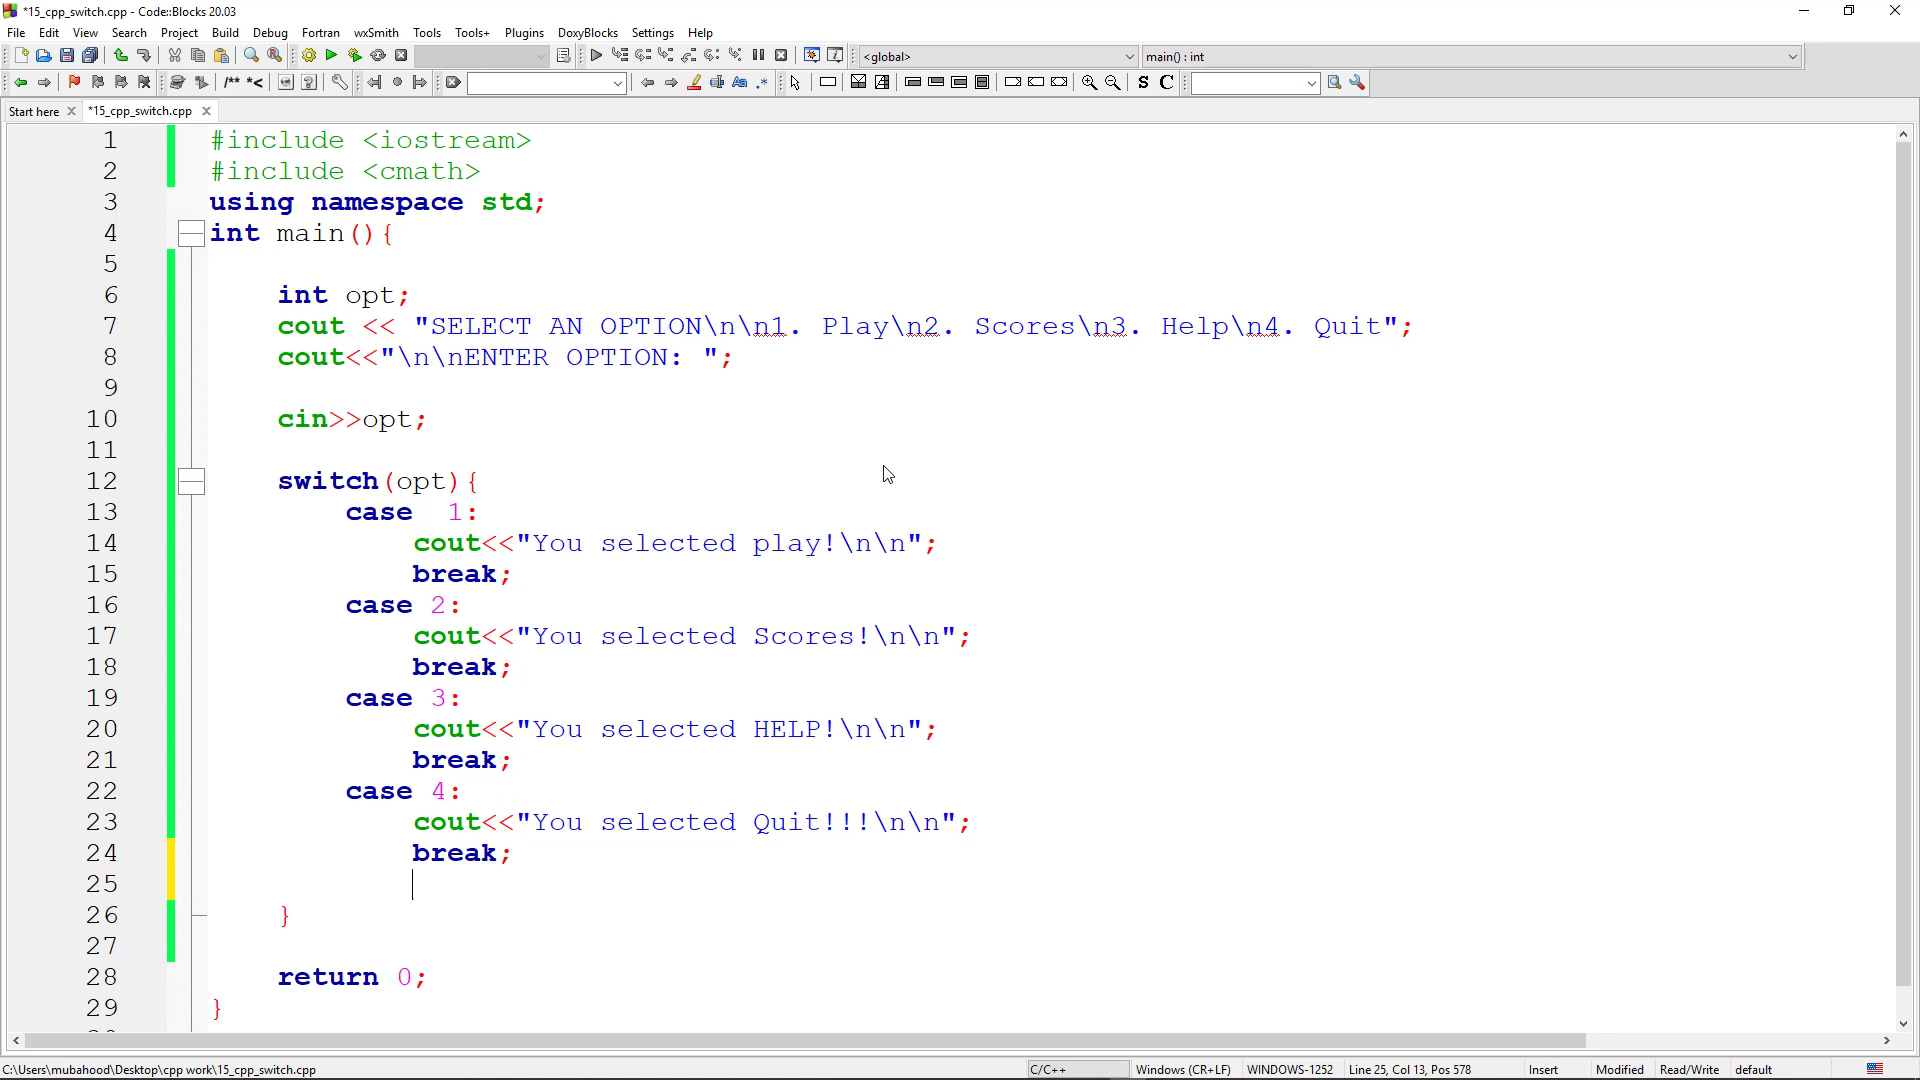 *15_cpp_switch.cpp - Code::Blocks 20.03
File Edit View Search Project Build Debug Fortran wxSmith Tools Tools+ Plugins DoxyBlocks Settings Help
<global> main() : int
/** *<
S C
Start here *15_cpp_switch.cpp
1 #include <iostream>
2 #include <cmath>
3 using namespace std;
4 int main(){
5
6 int opt;
7 cout << "SELECT AN OPTION\n\n1. Play\n2. Scores\n3. Help\n4. Quit";
8 cout<<"\n\nENTER OPTION: ";
9
10 cin>>opt;
11
12 switch(opt){
13 case  1:
14 cout<<"You selected play!\n\n";
15 break;
16 case 2:
17 cout<<"You selected Scores!\n\n";
18 break;
19 case 3:
20 cout<<"You selected HELP!\n\n";
21 break;
22 case 4:
23 cout<<"You selected Quit!!!\n\n";
24 break;
25
26 }
27
28 return 0;
29 }
C:\Users\mubahood\Desktop\cpp work\15_cpp_switch.cpp C/C++ Windows (CR+LF) WINDOWS-1252 Line 25, Col 13, Pos 578 Insert Modified Read/Write default